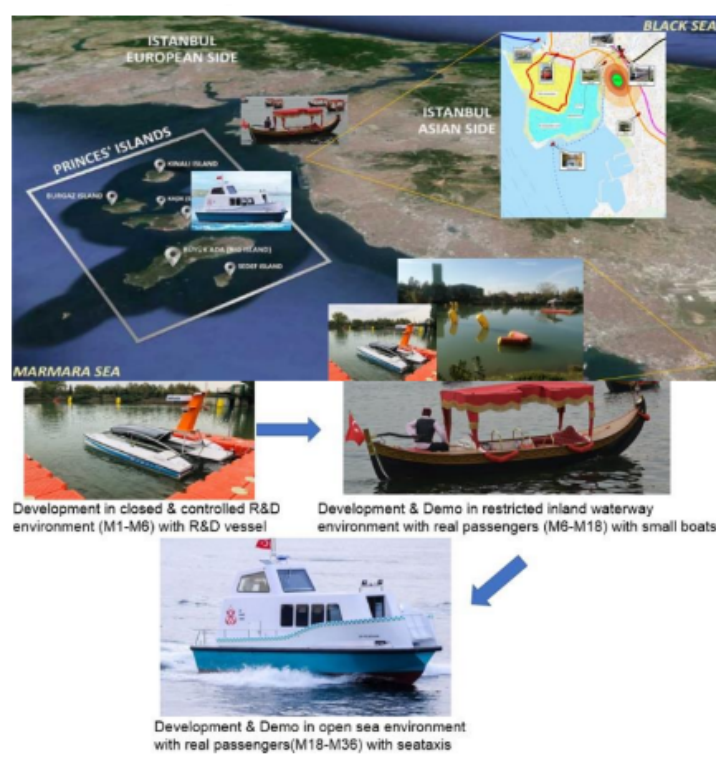 BLACK SEA
ISTANBUL
EUROPEAN SIDE
ISTANBUL
ASIAN SIDE
PRINCES' ISLANDS
KINALI ISLAND
BURGAZ ISLAND
BÜYÜK ADA (BIG ISLAND)
SEDEF ISLAND
MARMARA SEA
Development in closed & controlled R&D
environment (M1-M6) with R&D vessel
Development & Demo in restricted inland waterway
environment with real passengers (M6-M18) with small boats
Development & Demo in open sea environment
with real passengers(M18-M36) with seataxis